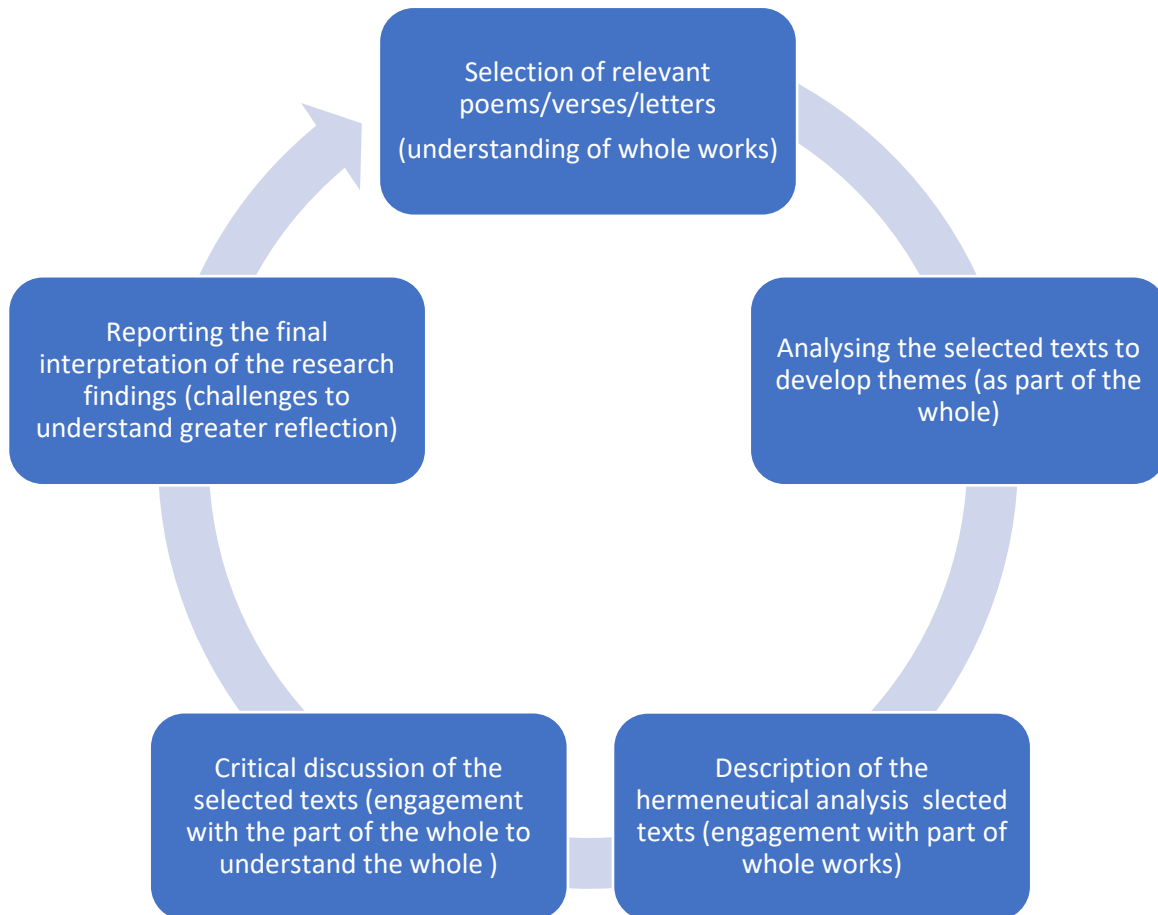 Selection of relevant
poems/verses/letters
(understanding of whole works)
Analysing the selected texts to
develop themes (as part of the
whole)
Description of the
hermeneutical analysis  slected
texts (engagement with part of
whole works)
Critical discussion of the
selected texts (engagement
with the part of the whole to
understand the whole )
Reporting the final
interpretation of the research
findings (challenges to
understand greater reflection)